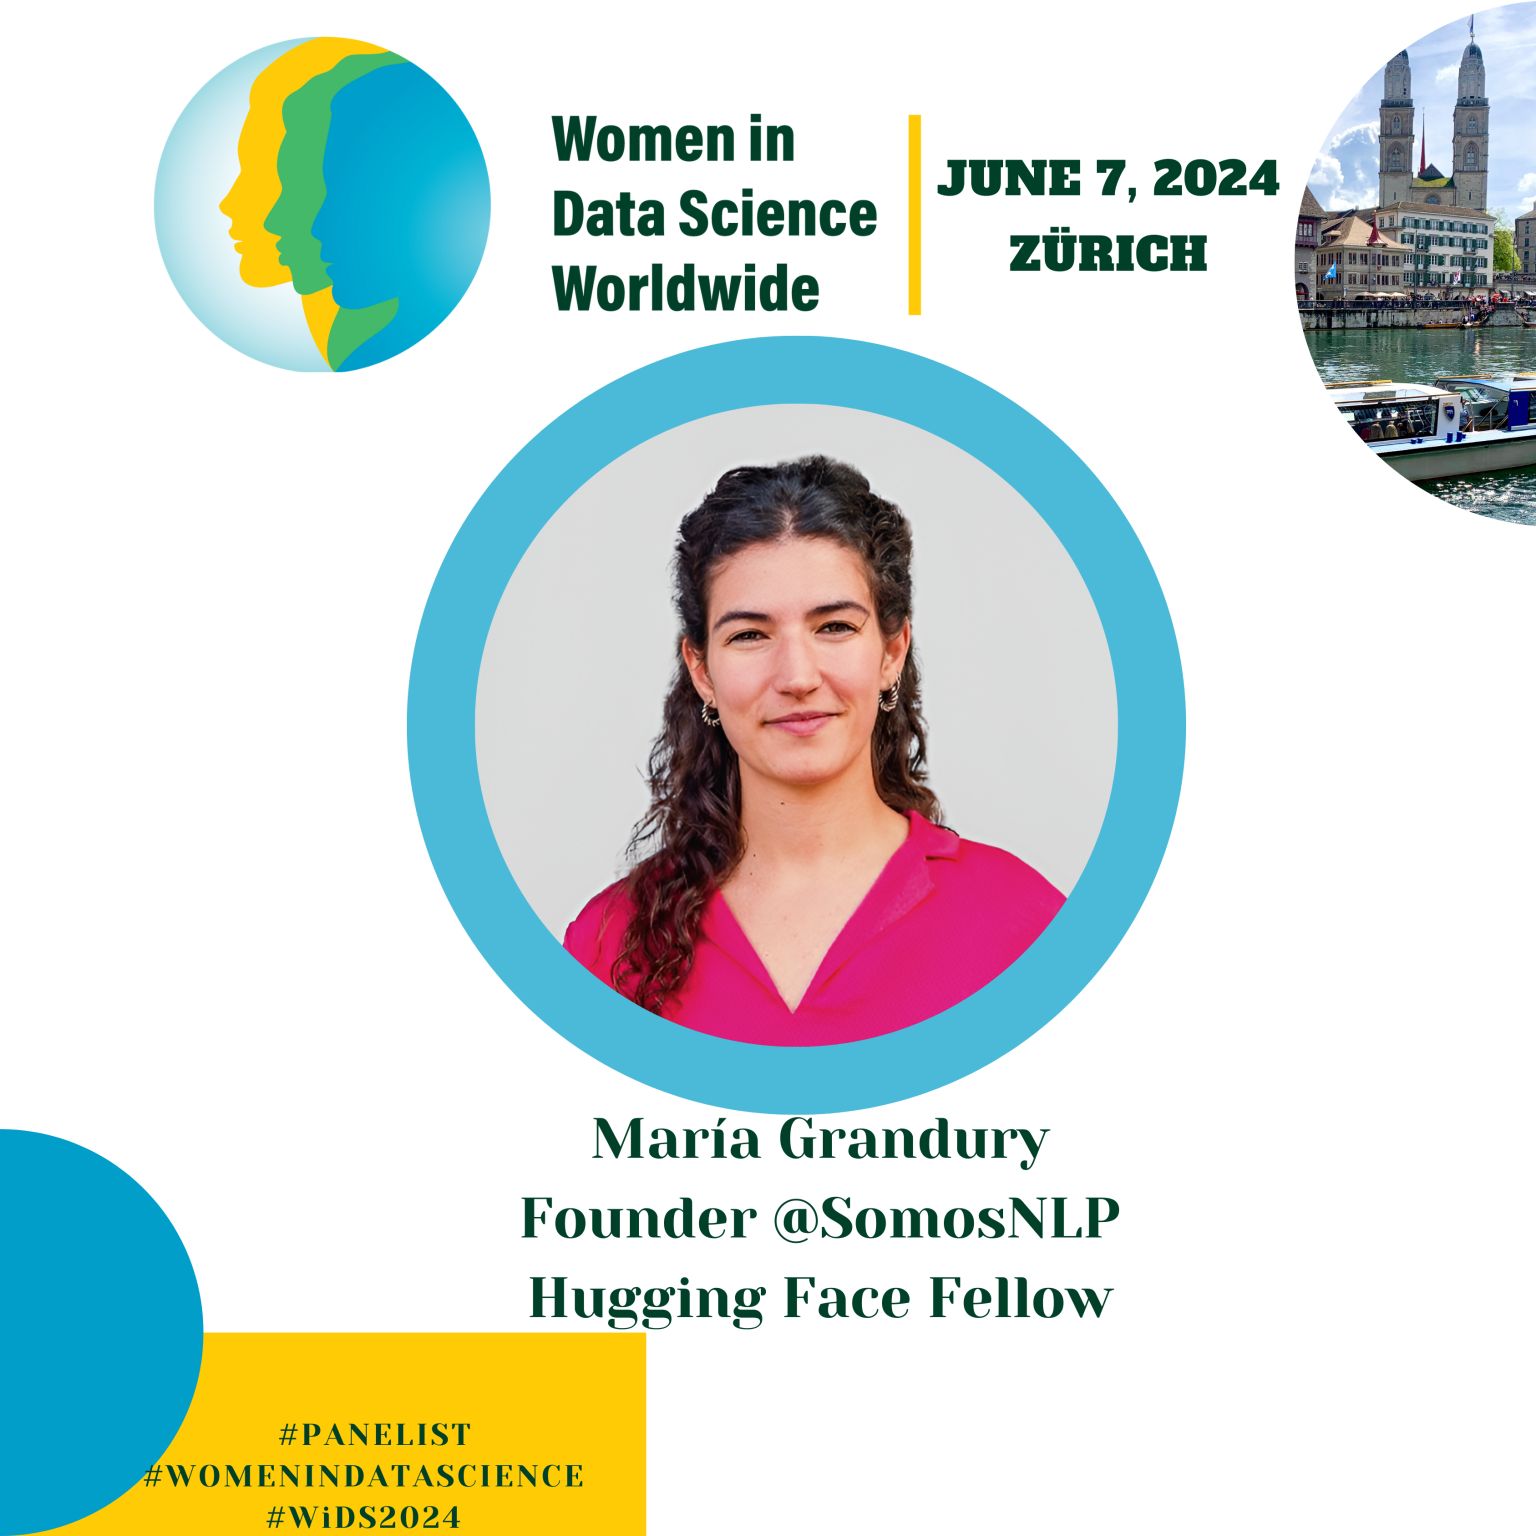 Women in
Data Science
Worldwide
JUNE 7, 2024
ZÜRICH
María Grandury
Founder @SomosNLP
Hugging Face Fellow
#PANELIST
#WOMENINDATASCIENCE
#WiDS2024